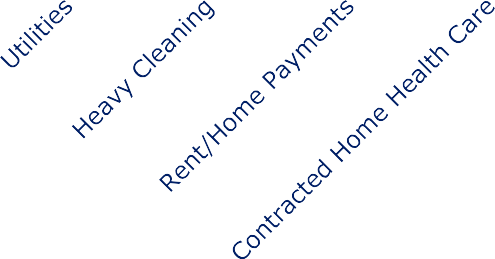 Utilities
Heavy Cleaning
Rent/Home Payments
Contracted Home Health Care